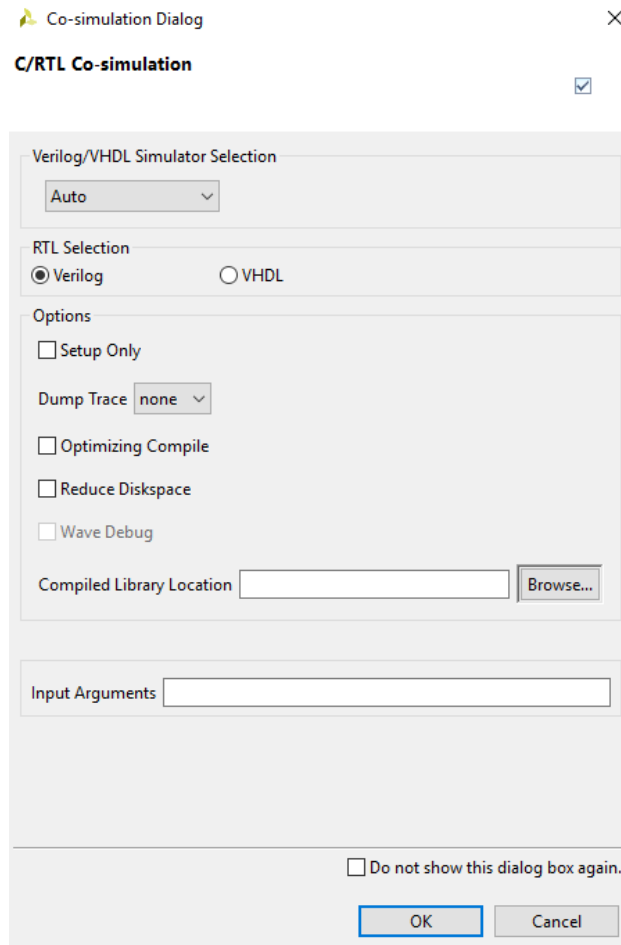 Co-simulation Dialog
C/RTL Co-simulation
Verilog/VHDL Simulator Selection
Auto
RTL Selection
Verilog VHDL
Options
Setup Only
Dump Trace none
Optimizing Compile
Reduce Diskspace
Wave Debug
Compiled Library Location Browse...
Input Arguments
Do not show this dialog box again.
OK Cancel